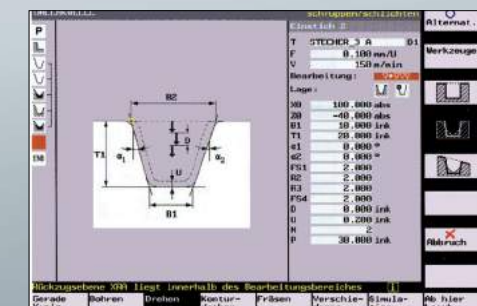 schruppen/schlichten
Alternat.
P
Einstich 2
T STECHER_3 A D1
F 0.100 mm/U
V 150 m/min
Werkzeuge
Bearbeitung:
Lage:
X0 100.000 abs
Z0 -40.000 abs
B1 10.000 ink
T1 20.000 ink
α1 0.000 °
α2 0.000 °
FS1 2.000
R2 2.000
R3 2.000
FS4 2.000
D 0.000 ink
U 0.200 ink
N 2
P 30.000 ink
B2
D
T1
α1
α2
U
B1
END
Abbruch
Rückzugsebene XRA liegt innerhalb des Bearbeitungsbereiches
Gerade
Bohren
Drehen
Kontur-
Fräsen
Verschie-
Simula-
Ab hier